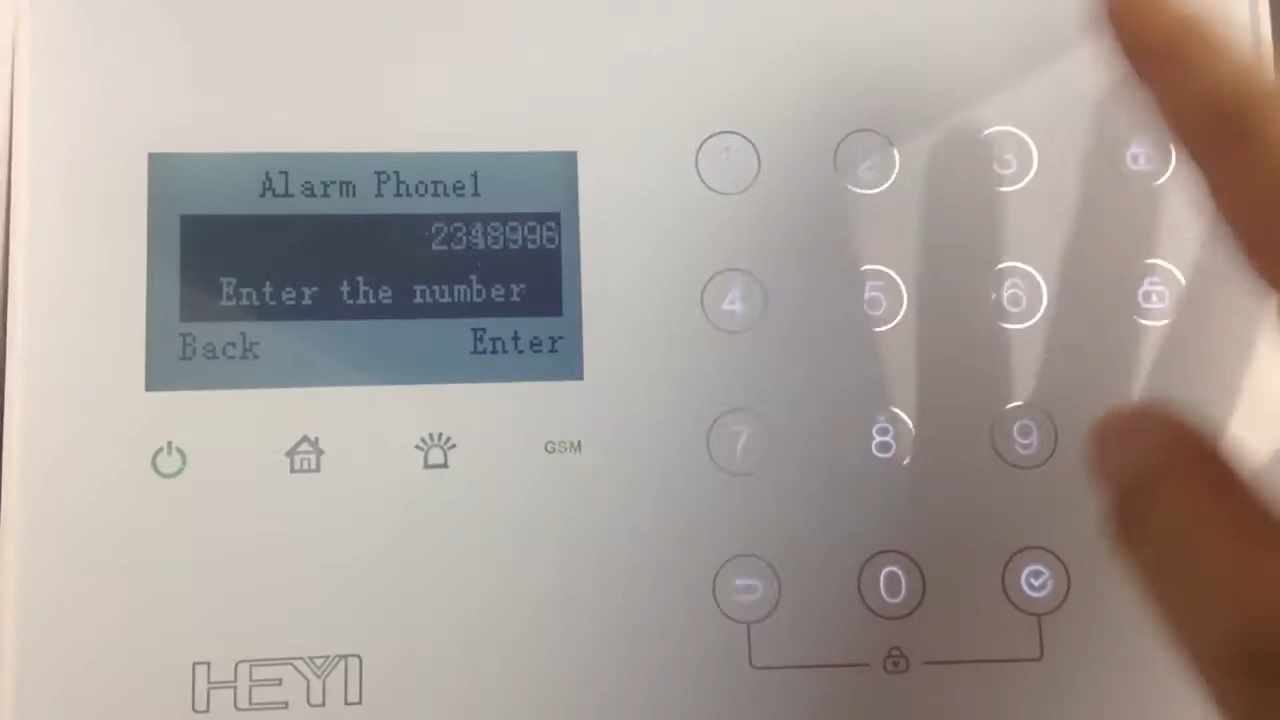 Alarm Phone1
2348996
Enter the number
Back Enter
GSM
1 2 3
4 5 6
7 8 9
0
HEYI